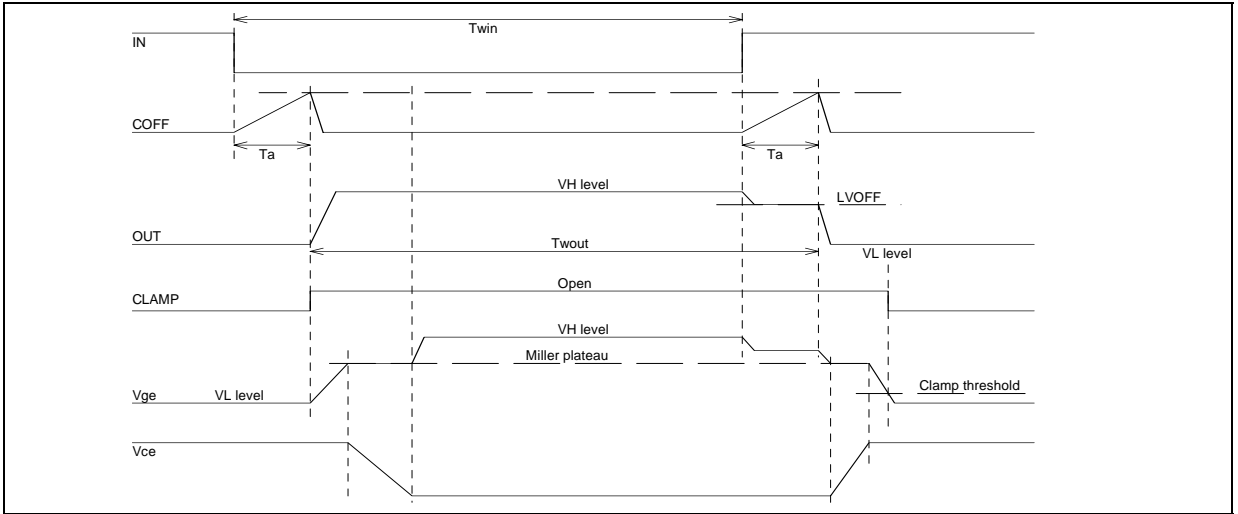 Twin
IN
COFF
Ta
Ta
VH level
LVOFF
OUT
Twout
VL level
Open
CLAMP
VH level
Miller plateau
Clamp threshold
Vge
VL level
Vce